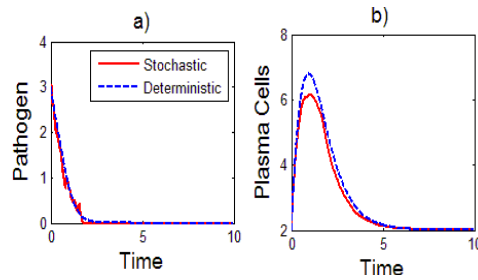 a)
4
3
2
1
0
0
5
10
Pathogen
Time
Stochastic
Deterministic
b)
8
6
4
2
0
5
10
Plasma Cells
Time